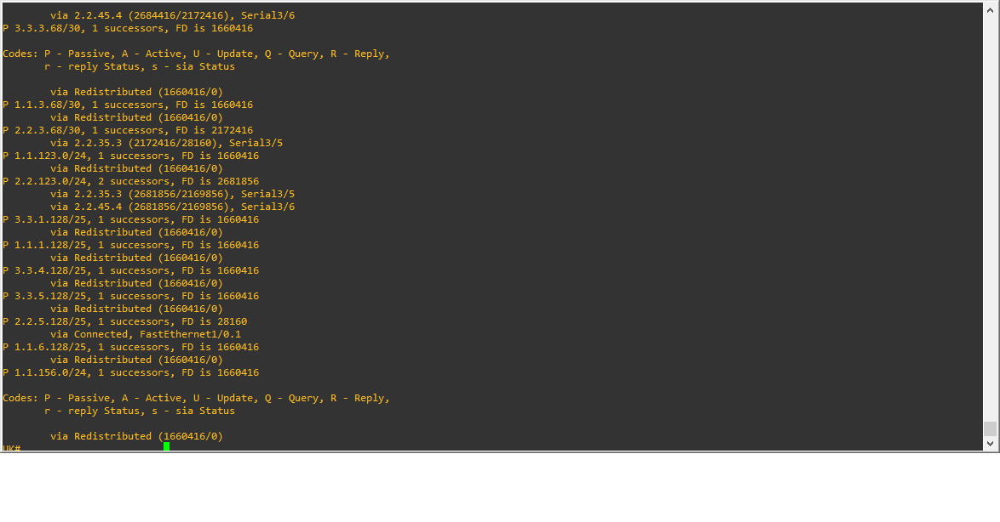 via 2.2.45.4 (2684416/2172416), Serial3/6
P 3.3.3.68/30, 1 successors, FD is 1660416
Codes: P - Passive, A - Active, U - Update, Q - Query, R - Reply,
r - reply Status, s - sia Status
via Redistributed (1660416/0)
P 1.1.3.68/30, 1 successors, FD is 1660416
via Redistributed (1660416/0)
P 2.2.3.68/30, 1 successors, FD is 2172416
via 2.2.35.3 (2172416/28160), Serial3/5
P 1.1.123.0/24, 1 successors, FD is 1660416
via Redistributed (1660416/0)
P 2.2.123.0/24, 2 successors, FD is 2681856
via 2.2.35.3 (2681856/2169856), Serial3/5
via 2.2.45.4 (2681856/2169856), Serial3/6
P 3.3.1.128/25, 1 successors, FD is 1660416
via Redistributed (1660416/0)
P 1.1.1.128/25, 1 successors, FD is 1660416
via Redistributed (1660416/0)
P 3.3.4.128/25, 1 successors, FD is 1660416
via Redistributed (1660416/0)
P 3.3.5.128/25, 1 successors, FD is 1660416
via Redistributed (1660416/0)
P 2.2.5.128/25, 1 successors, FD is 28160
via Connected, FastEthernet1/0.1
P 1.1.6.128/25, 1 successors, FD is 1660416
via Redistributed (1660416/0)
P 1.1.156.0/24, 1 successors, FD is 1660416
Codes: P - Passive, A - Active, U - Update, Q - Query, R - Reply,
r - reply Status, s - sia Status
via Redistributed (1660416/0)
UK#